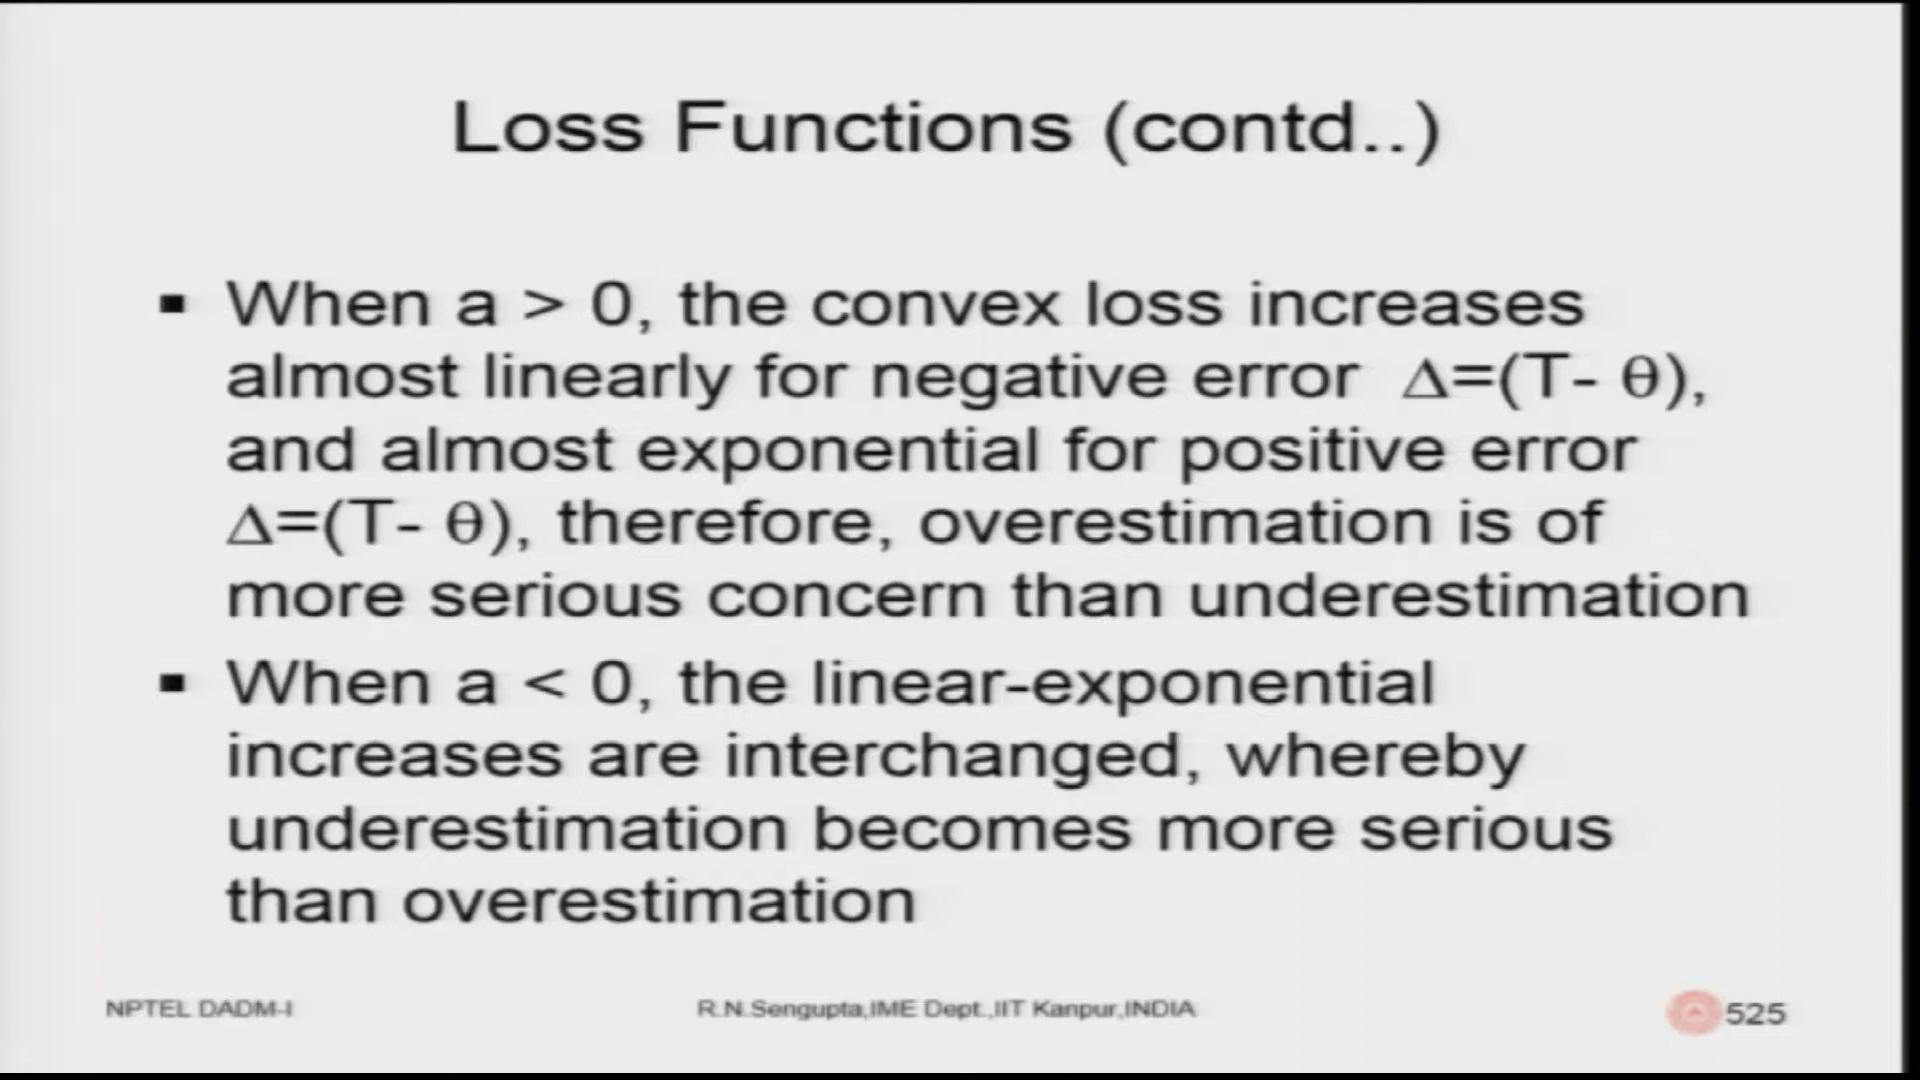 Loss Functions (contd..)
▪ When a > 0, the convex loss increases
almost linearly for negative error Δ=(T- θ),
and almost exponential for positive error
Δ=(T- θ), therefore, overestimation is of
more serious concern than underestimation
▪ When a < 0, the linear-exponential
increases are interchanged, whereby
underestimation becomes more serious
than overestimation
NPTEL DADM-I
R.N.Sengupta,IME Dept.,IIT Kanpur,INDIA
525